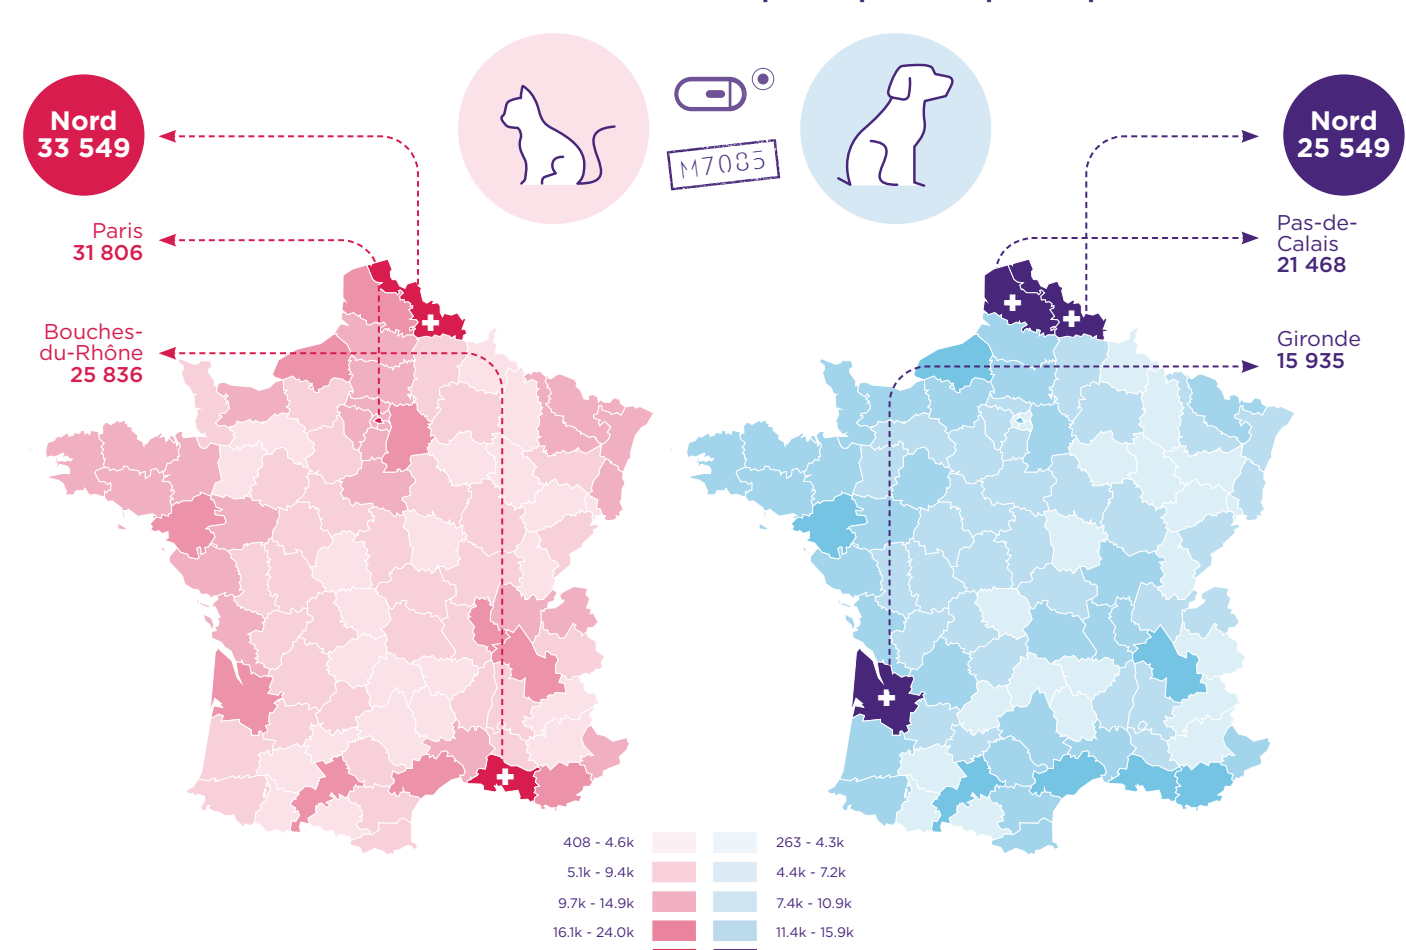 Nord
33 549
Paris
31 806
Bouches-
du-Rhône
25 836
M7085
Nord
25 549
Pas-de-
Calais
21 468
Gironde
15 935
408 - 4.6k
263 - 4.3k
5.1k - 9.4k
4.4k - 7.2k
9.7k - 14.9k
7.4k - 10.9k
16.1k - 24.0k
11.4k - 15.9k